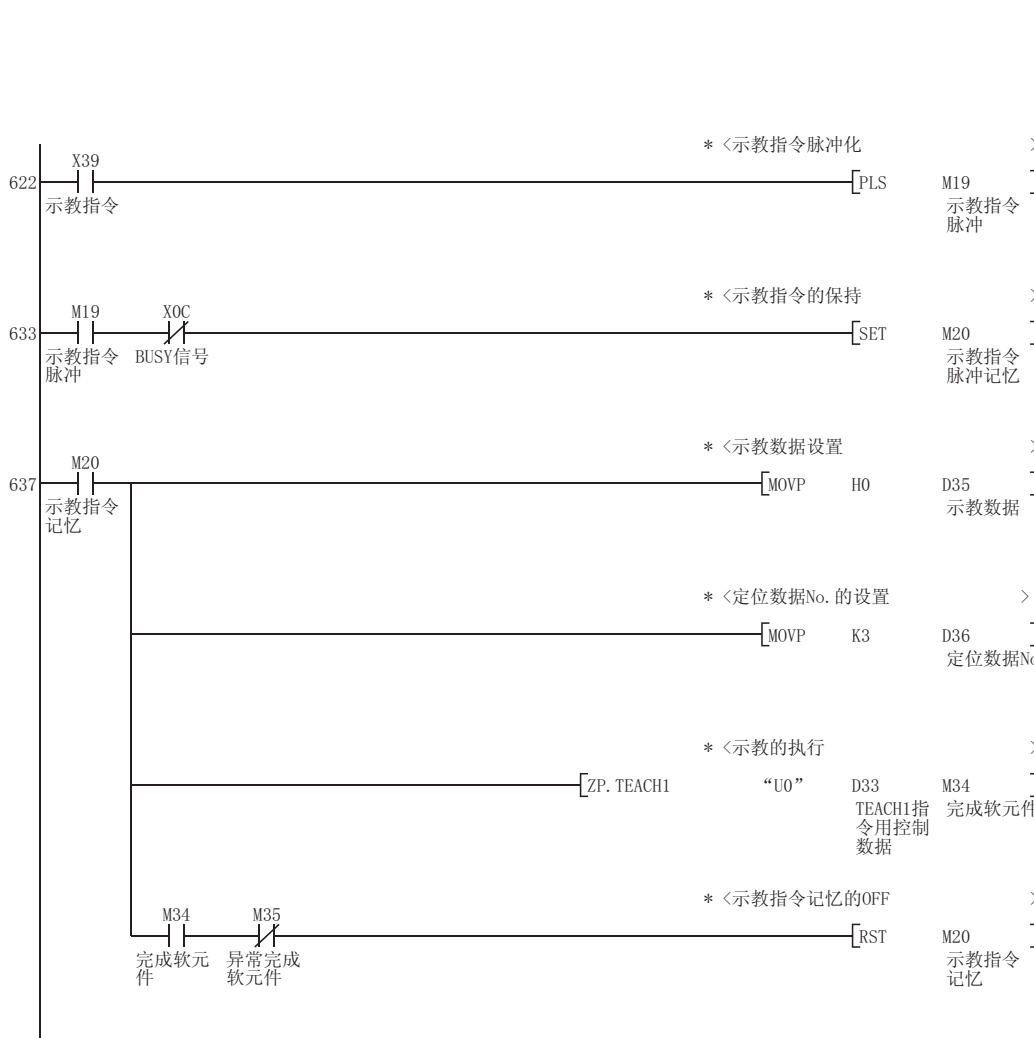 * <示教指令脉冲化 >
X39
622 PLS M19
示教指令 示教指令
脉冲
* <示教指令的保持 >
M19 X0C
633 SET M20
示教指令 BUSY信号 示教指令
脉冲 脉冲记忆
* <示教数据设置 >
M20
637 MOVP H0 D35
示教指令 示教数据
记忆
* <定位数据No.的设置 >
MOVP K3 D36
定位数据No
* <示教的执行 >
ZP.TEACH1 “U0” D33 M34
TEACH1指 完成软元件
令用控制
数据
* <示教指令记忆的OFF >
M34 M35
RST M20
完成软元 异常完成 示教指令
件 软元件 记忆